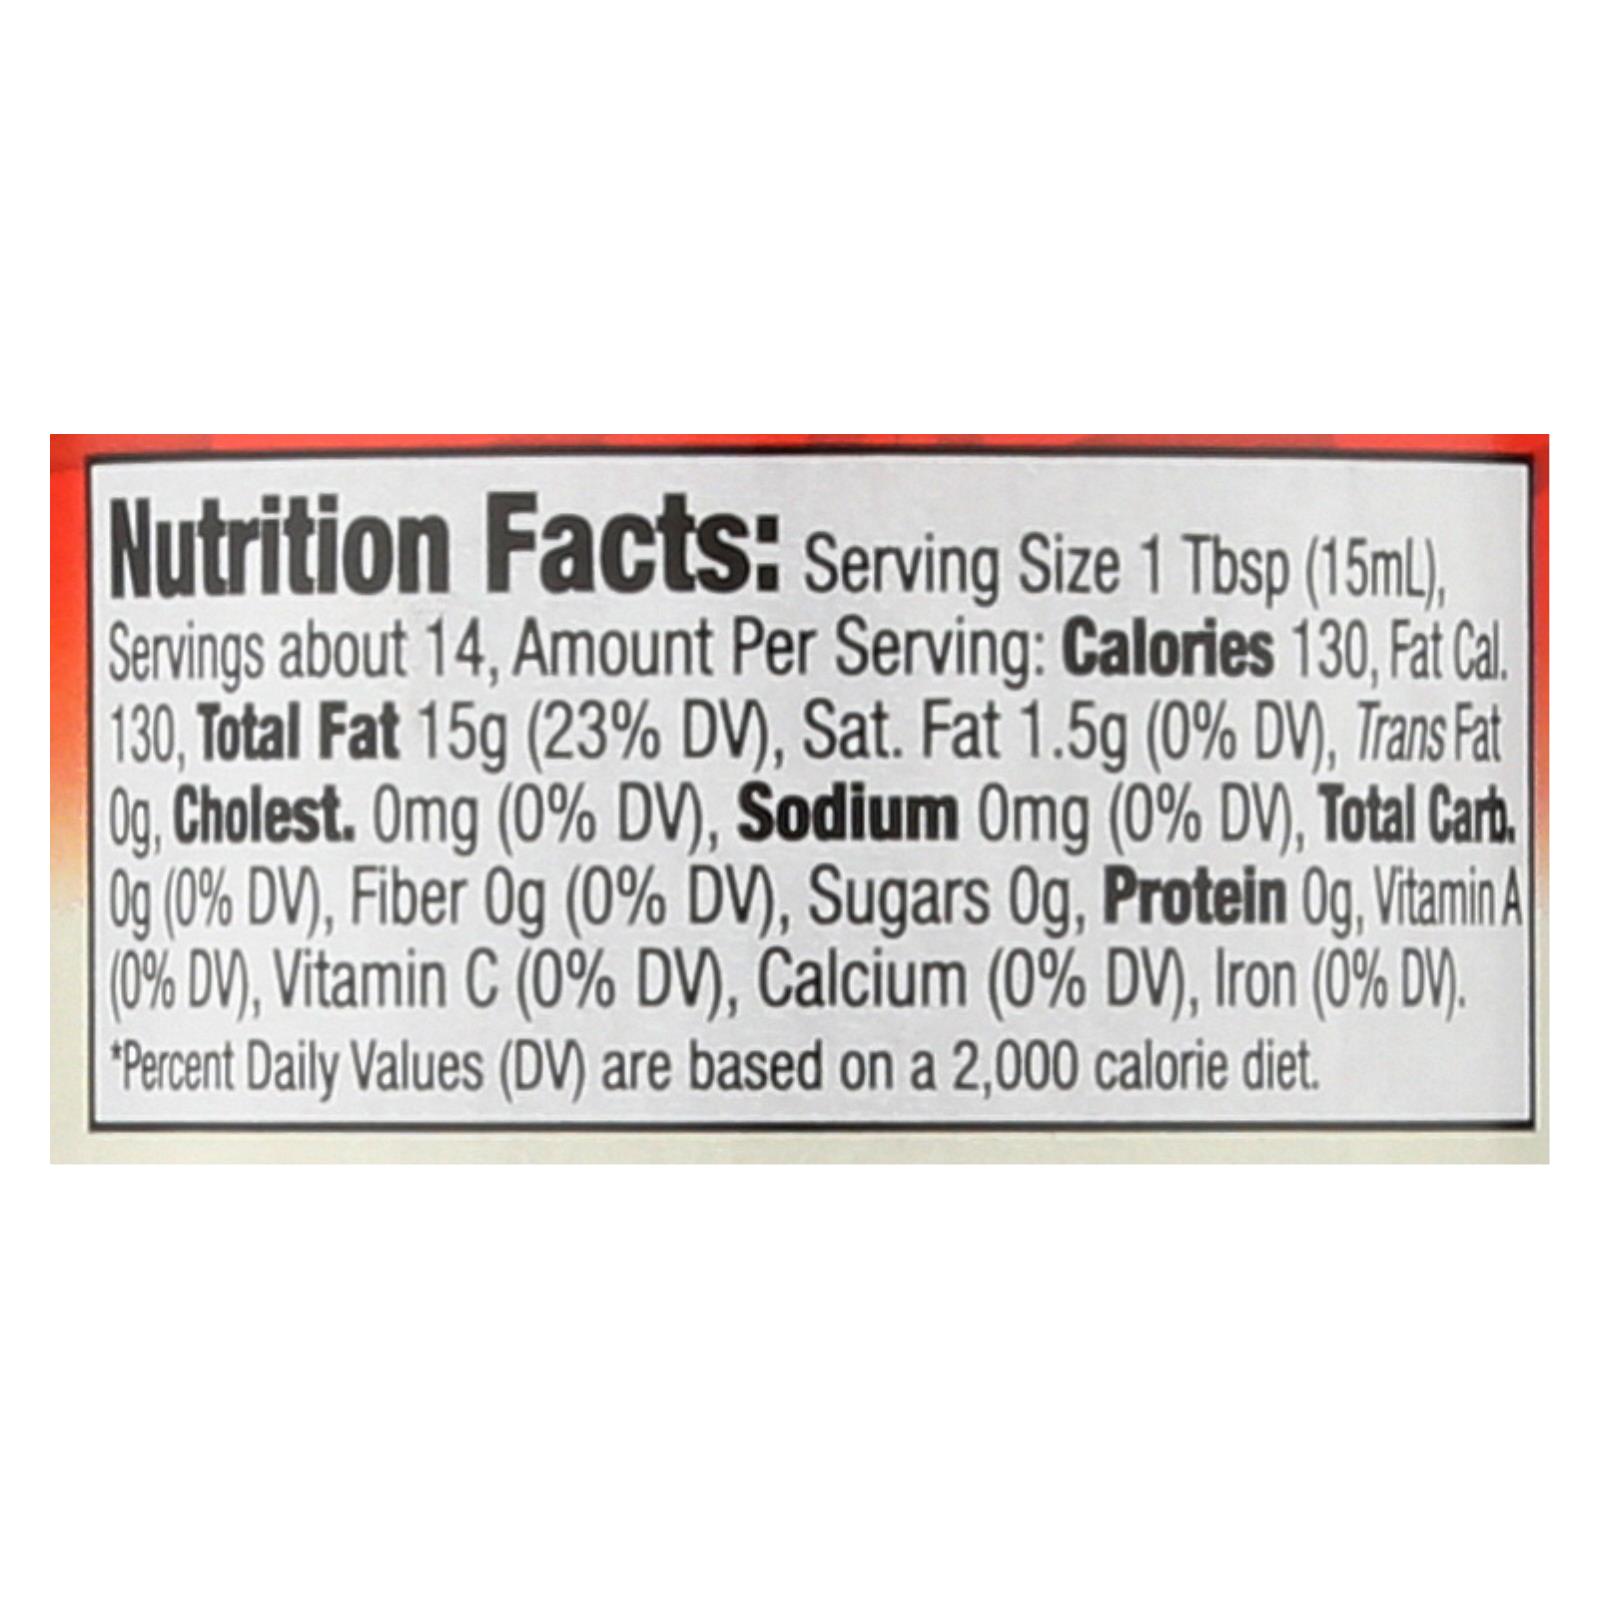 Nutrition Facts: Serving Size 1 Tbsp (15mL),
Servings about 14, Amount Per Serving: Calories 130, Fat Cal.
130, Total Fat 15g (23% DV), Sat. Fat 1.5g (0% DV), Trans Fat
0g, Cholest. 0mg (0% DV), Sodium 0mg (0% DV), Total Carb.
0g (0% DV), Fiber 0g (0% DV), Sugars 0g, Protein 0g, Vitamin A
(0% DV), Vitamin C (0% DV), Calcium (0% DV), Iron (0% DV).
*Percent Daily Values (DV) are based on a 2,000 calorie diet.